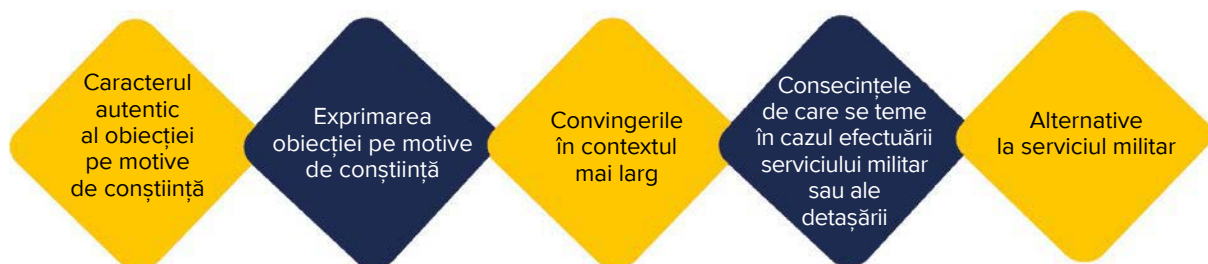 Caracterul
autentic
al obiecției
pe motive
de conștiință
Exprimarea
obiecției pe motive
de conștiință
Convingerile
în contextul
mai larg
Consecințele
de care se teme
în cazul efectuării
serviciului militar
sau ale
detașării
Alternative
la serviciul militar